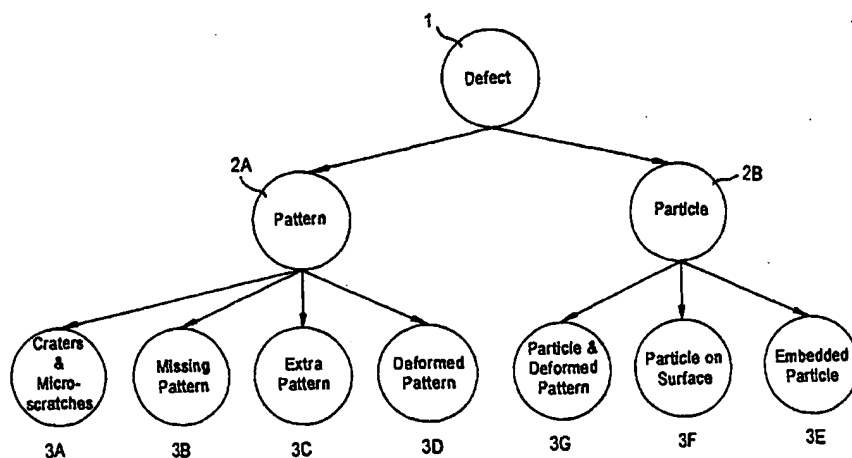 1
Defect
2A
2B
Pattern
Particle
Craters
&
Micro-
scratches
Missing
Pattern
Extra
Pattern
Deformed
Pattern
Particle &
Deformed
Pattern
Particle on
Surface
Embedded
Particle
3A
3B
3C
3D
3G
3F
3E